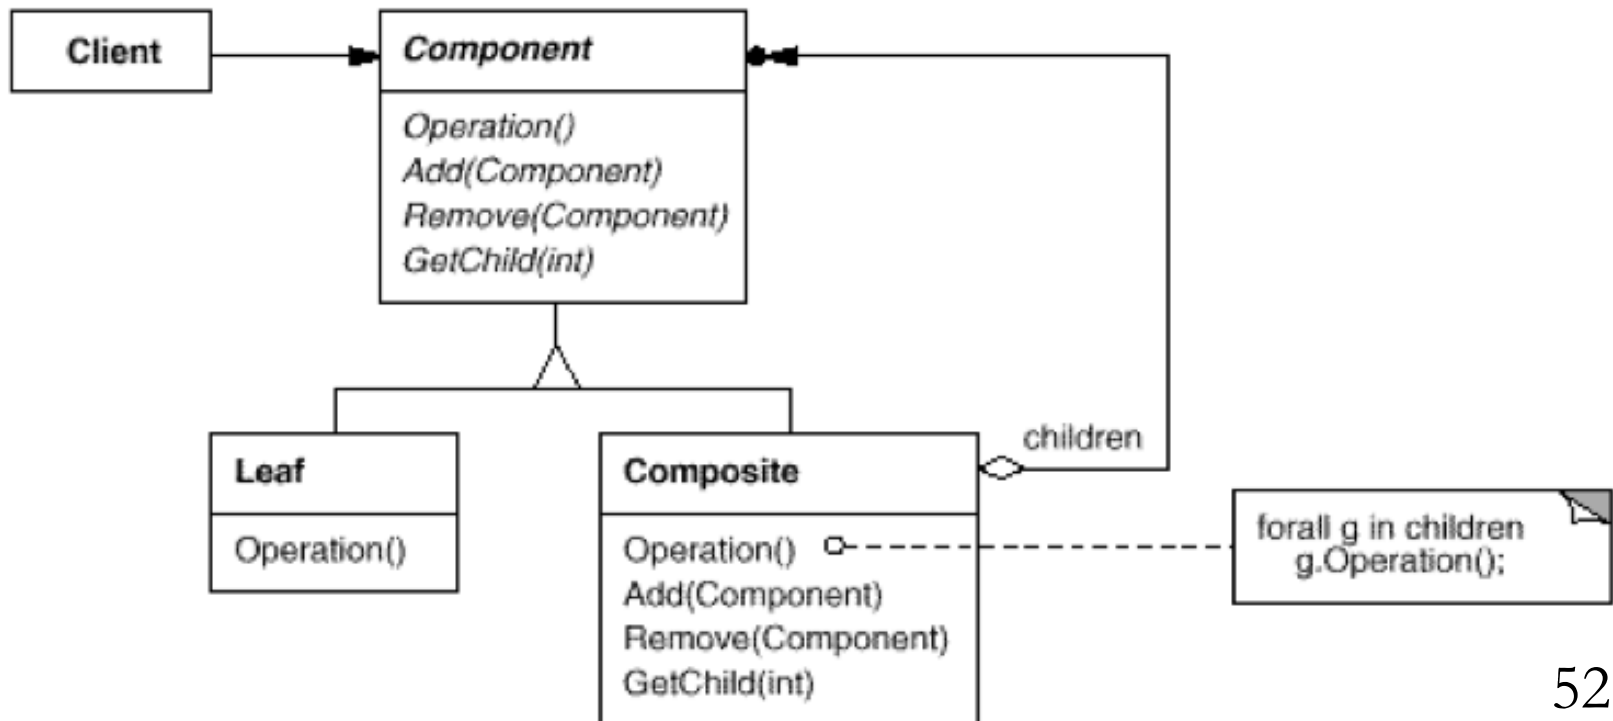 Client
Component
Operation()
Add(Component)
Remove(Component)
GetChild(int)
children
Leaf
Operation()
Composite
Operation()
Add(Component)
Remove(Component)
GetChild(int)
forall g in children
g.Operation();
52